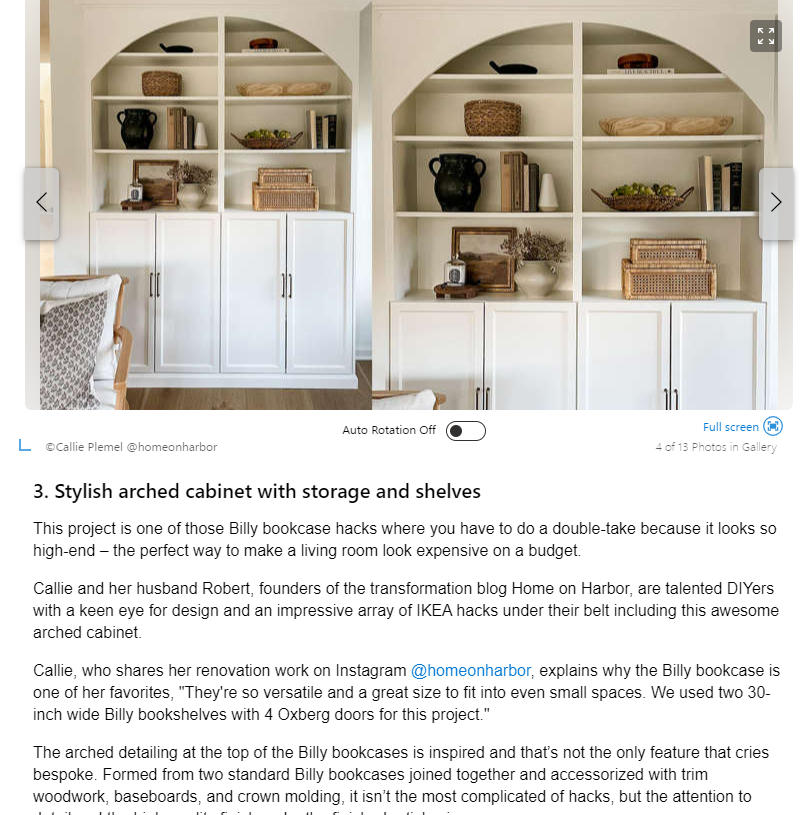 Auto Rotation Off
Full screen
©Callie Plemel @homeonharbor
4 of 13 Photos in Gallery
3. Stylish arched cabinet with storage and shelves
This project is one of those Billy bookcase hacks where you have to do a double-take because it looks so
high-end – the perfect way to make a living room look expensive on a budget.
Callie and her husband Robert, founders of the transformation blog Home on Harbor, are talented DIYers
with a keen eye for design and an impressive array of IKEA hacks under their belt including this awesome
arched cabinet.
Callie, who shares her renovation work on Instagram @homeonharbor, explains why the Billy bookcase is
one of her favorites, "They're so versatile and a great size to fit into even small spaces. We used two 30-
inch wide Billy bookshelves with 4 Oxberg doors for this project."
The arched detailing at the top of the Billy bookcases is inspired and that’s not the only feature that cries
bespoke. Formed from two standard Billy bookcases joined together and accessorized with trim
woodwork, baseboards, and crown molding, it isn’t the most complicated of hacks, but the attention to